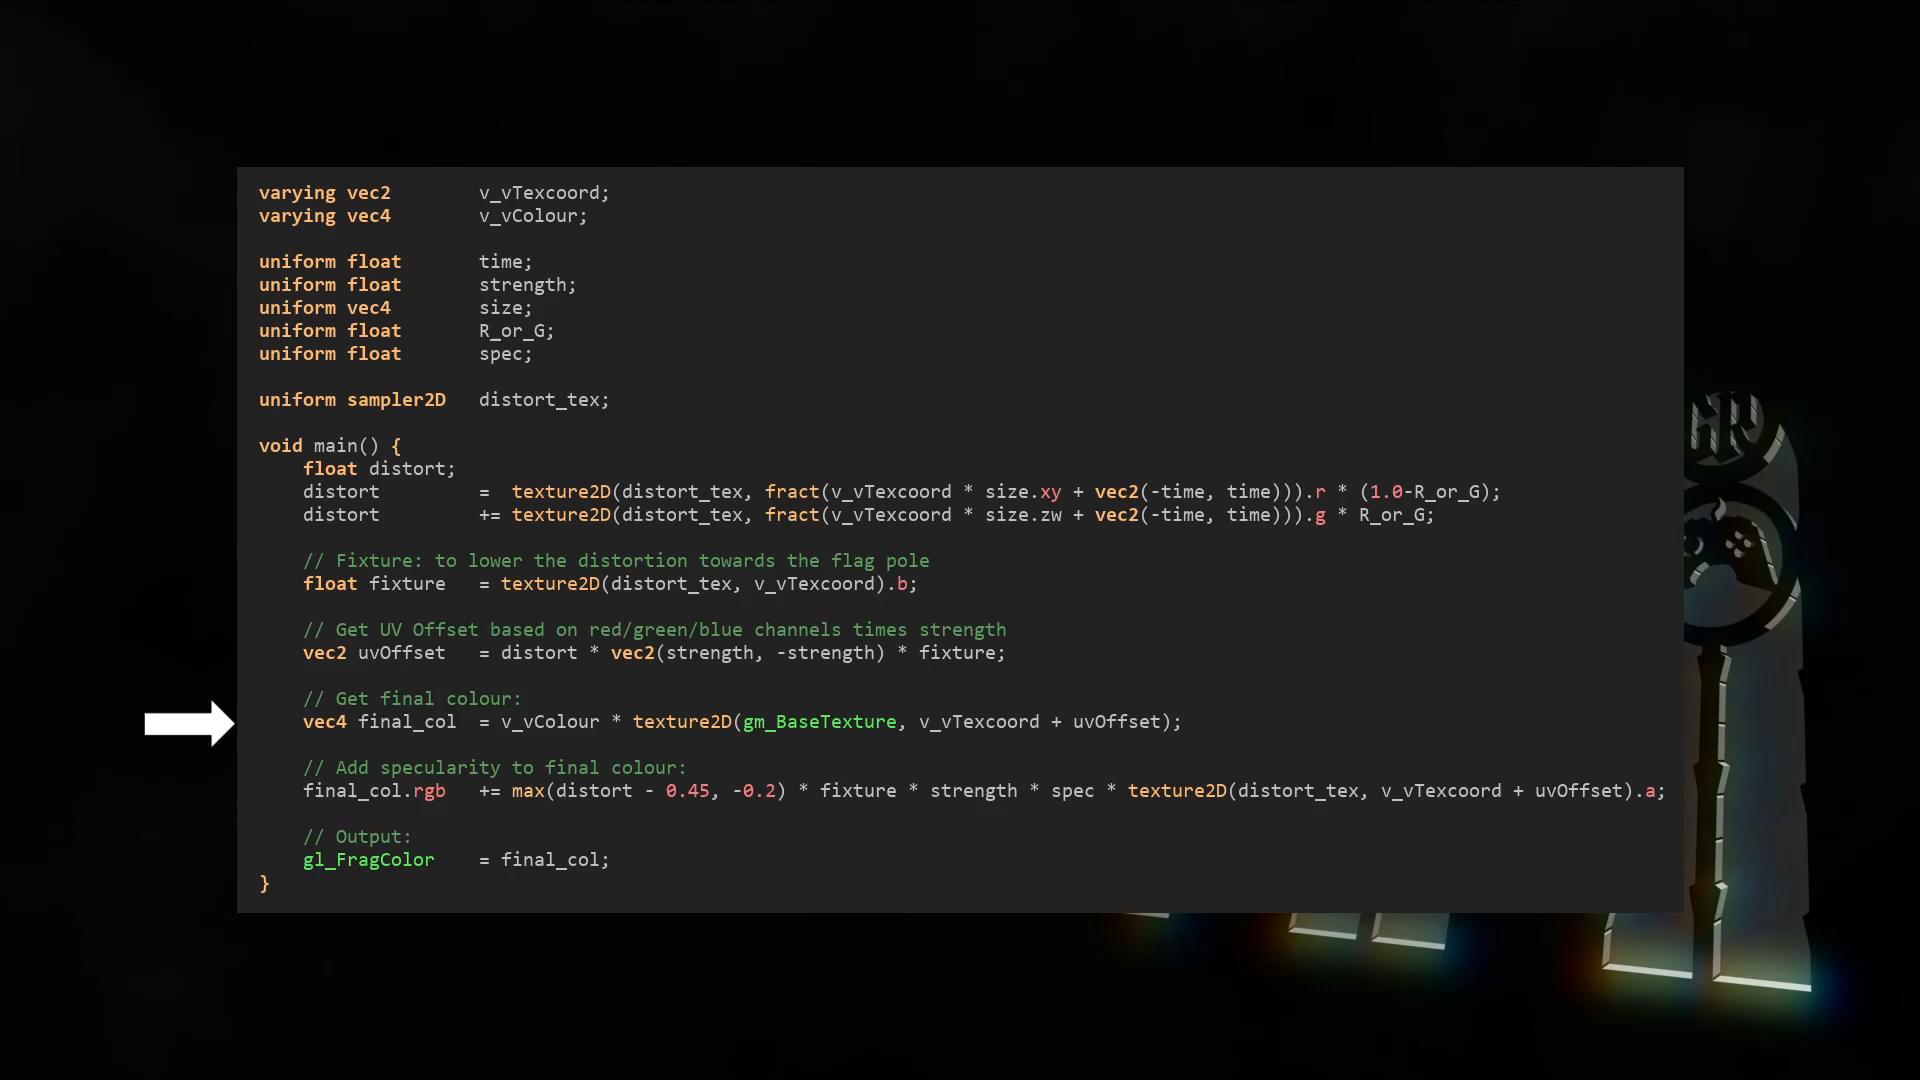 varying vec2 v_vTexcoord;
varying vec4 v_vColour;
uniform float time;
uniform float strength;
uniform vec4 size;
uniform float R_or_G;
uniform float spec;
uniform sampler2D distort_tex;
void main() {
float distort;
distort = texture2D(distort_tex, fract(v_vTexcoord * size.xy + vec2(-time, time))).r * (1.0-R_or_G);
distort += texture2D(distort_tex, fract(v_vTexcoord * size.zw + vec2(-time, time))).g * R_or_G;
// Fixture: to lower the distortion towards the flag pole
float fixture = texture2D(distort_tex, v_vTexcoord).b;
// Get UV Offset based on red/green/blue channels times strength
vec2 uvOffset = distort * vec2(strength, -strength) * fixture;
// Get final colour:
vec4 final_col = v_vColour * texture2D(gm_BaseTexture, v_vTexcoord + uvOffset);
// Add specularity to final colour:
final_col.rgb += max(distort - 0.45, -0.2) * fixture * strength * spec * texture2D(distort_tex, v_vTexcoord + uvOffset).a;
// Output:
gl_FragColor = final_col;
}